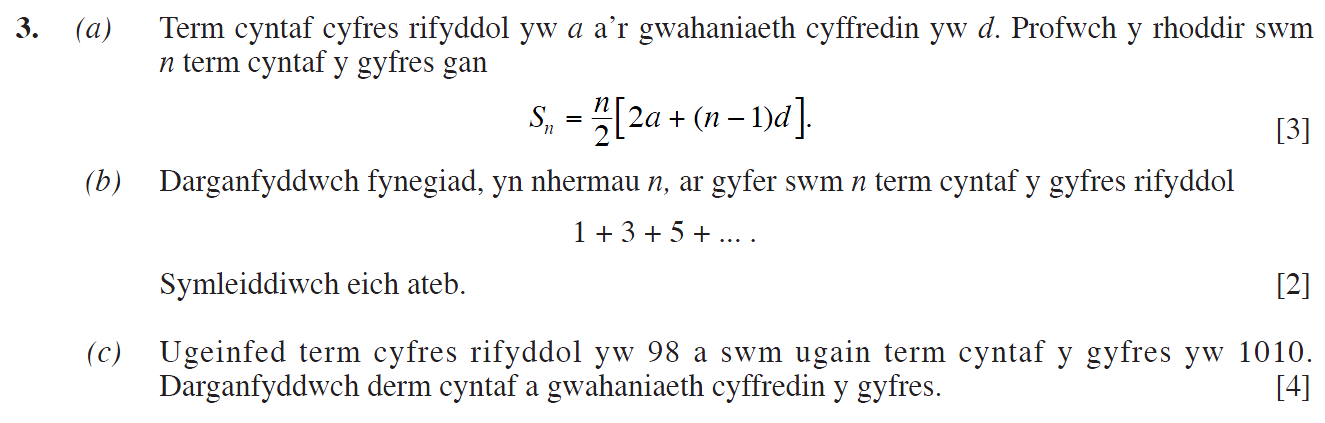 3. (a) Term cyntaf cyfres rifyddol yw a a'r gwahaniaeth cyffredin yw d. Profwch y rhoddir swm
n term cyntaf y gyfres gan
Sₙ = n/2[2a + (n – 1)d]. [3]
(b) Darganfyddwch fynegiad, yn nhermau n, ar gyfer swm n term cyntaf y gyfres rifyddol
1 + 3 + 5 + ... .
Symleiddiwch eich ateb. [2]
(c) Ugeinfed term cyfres rifyddol yw 98 a swm ugain term cyntaf y gyfres yw 1010.
Darganfyddwch derm cyntaf a gwahaniaeth cyffredin y gyfres. [4]